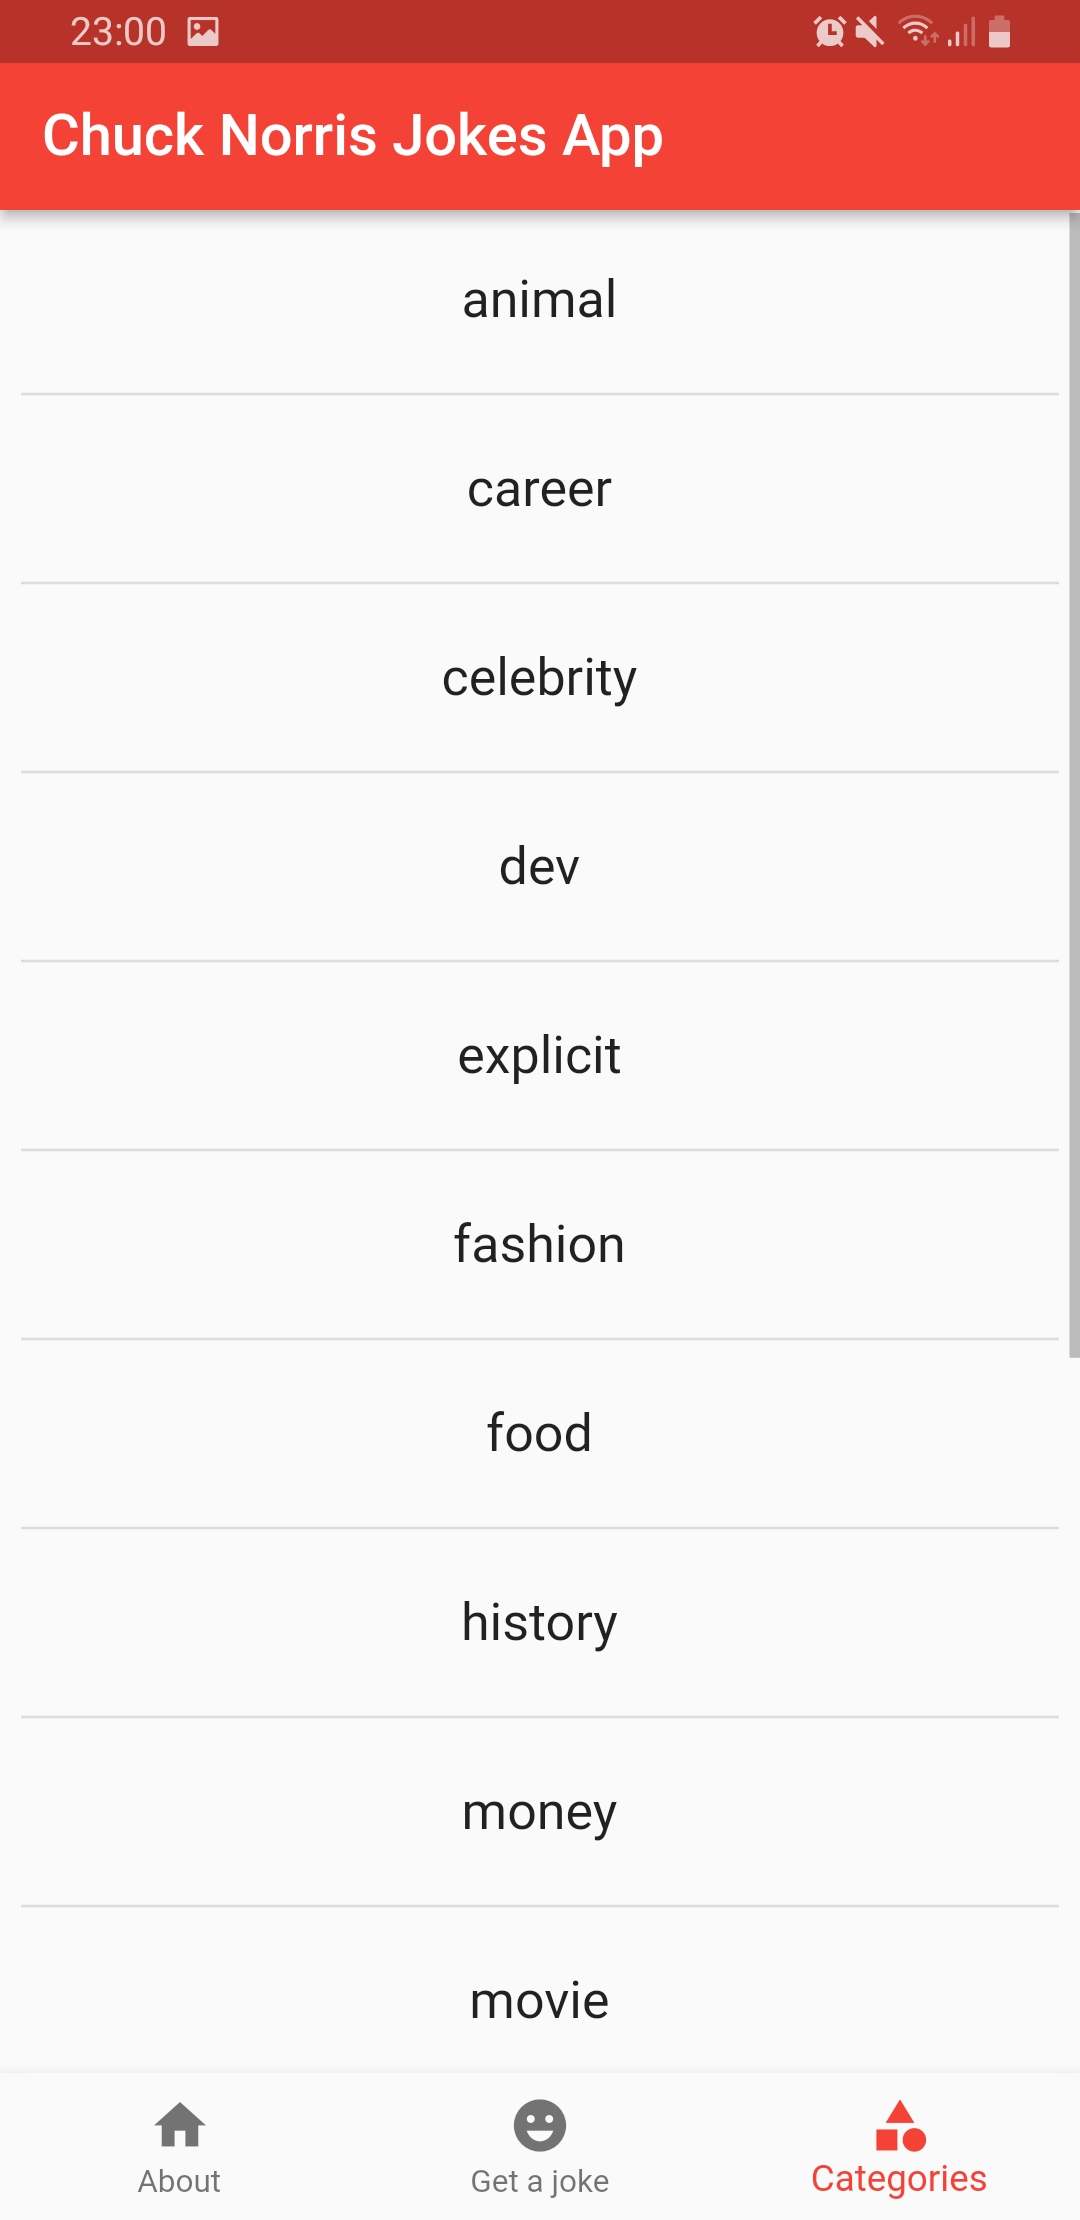 23:00
Chuck Norris Jokes App
animal
career
celebrity
dev
explicit
fashion
food
history
money
movie
About
Get a joke
Categories